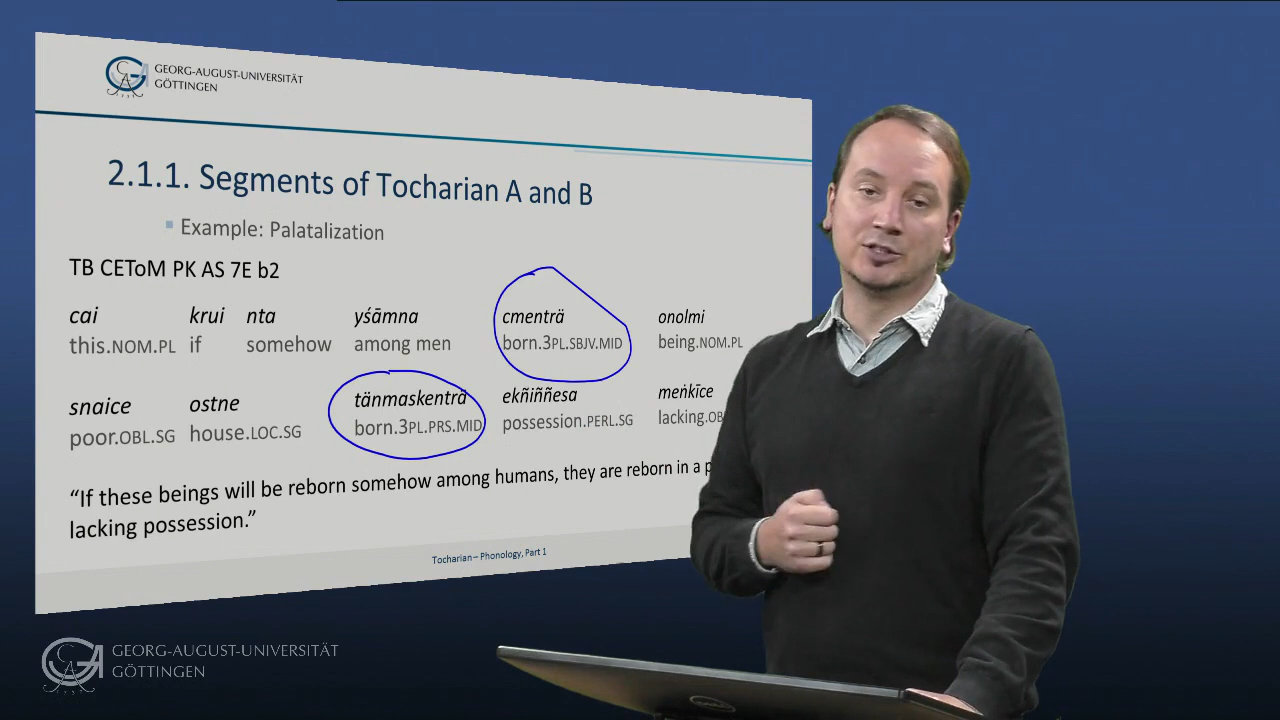 GEORG-AUGUST-UNIVERSITÄT
GÖTTINGEN
2.1.1. Segments of Tocharian A and B
Example: Palatalization
TB CEToM PK AS 7E b2
cai krui nta yśāmna cmenträ onolmi
this.NOM.PL if somehow among men born.3PL.SBJV.MID being.NOM.PL
snaice ostne tänmaskenträ ekñiññesa meṅkīce
poor.OBL.SG house.LOC.SG born.3PL.PRS.MID possession.PERL.SG lacking.OB
“If these beings will be reborn somehow among humans, they are reborn in a
lacking possession.”
Tocharian – Phonology, Part 1
GEORG-AUGUST-UNIVERSITÄT
GÖTTINGEN
DELL